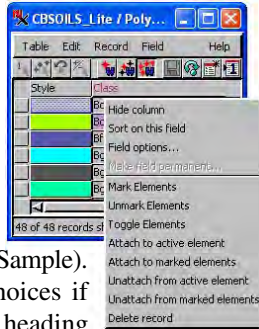 CBSOILS_Lite / Poly...
Table Edit Record Field Help
Style Class
Hide column
Sort on this field
Field options...
Make field permanent...
Mark Elements
Unmark Elements
Toggle Elements
Attach to active element
Attach to marked elements
Unattach from active element
Unattach from marked elements
Delete record
48 of 48 records
Sample).
oices if
heading